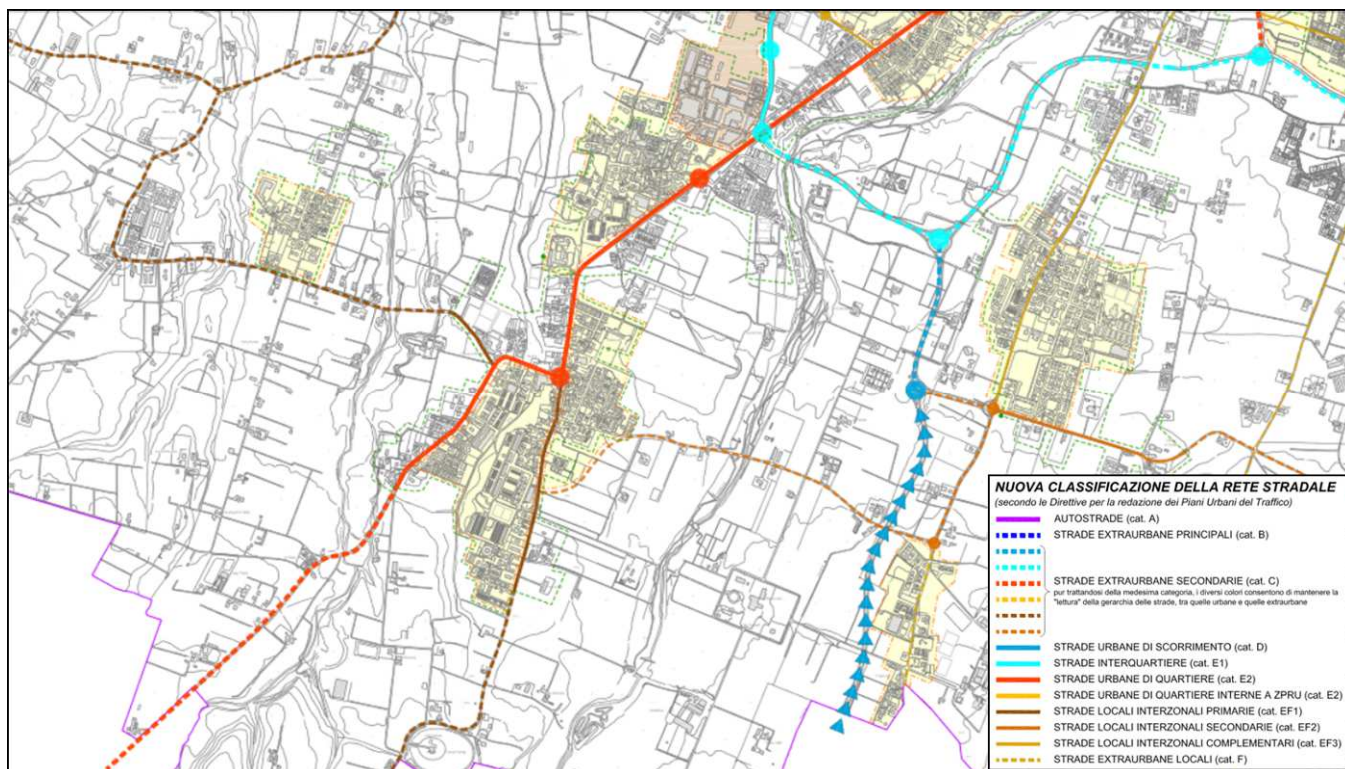 NUOVA CLASSIFICAZIONE DELLA RETE STRADALE
(secondo le Direttive per la redazione dei Piani Urbani del Traffico)
AUTOSTRADE (cat. A)
STRADE EXTRAURBANE PRINCIPALI (cat. B)
STRADE EXTRAURBANE SECONDARIE (cat. C)
pur trattandosi della medesima categoria, i diversi colori consentono di mantenere la
"lettura" della gerarchia delle strade, tra quelle urbane e quelle extraurbane
STRADE URBANE DI SCORRIMENTO (cat. D)
STRADE INTERQUARTIERE (cat. E1)
STRADE URBANE DI QUARTIERE (cat. E2)
STRADE URBANE DI QUARTIERE INTERNE A ZPRU (cat. E2)
STRADE LOCALI INTERZONALI PRIMARIE (cat. EF1)
STRADE LOCALI INTERZONALI SECONDARIE (cat. EF2)
STRADE LOCALI INTERZONALI COMPLEMENTARI (cat. EF3)
STRADE EXTRAURBANE LOCALI (cat. F)